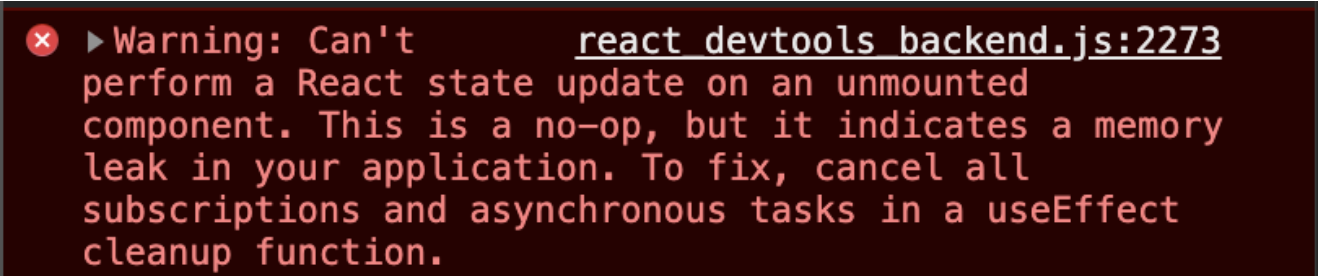 Warning: Can't react_devtools_backend.js:2273
perform a React state update on an unmounted
component. This is a no-op, but it indicates a memory
leak in your application. To fix, cancel all
subscriptions and asynchronous tasks in a useEffect
cleanup function.